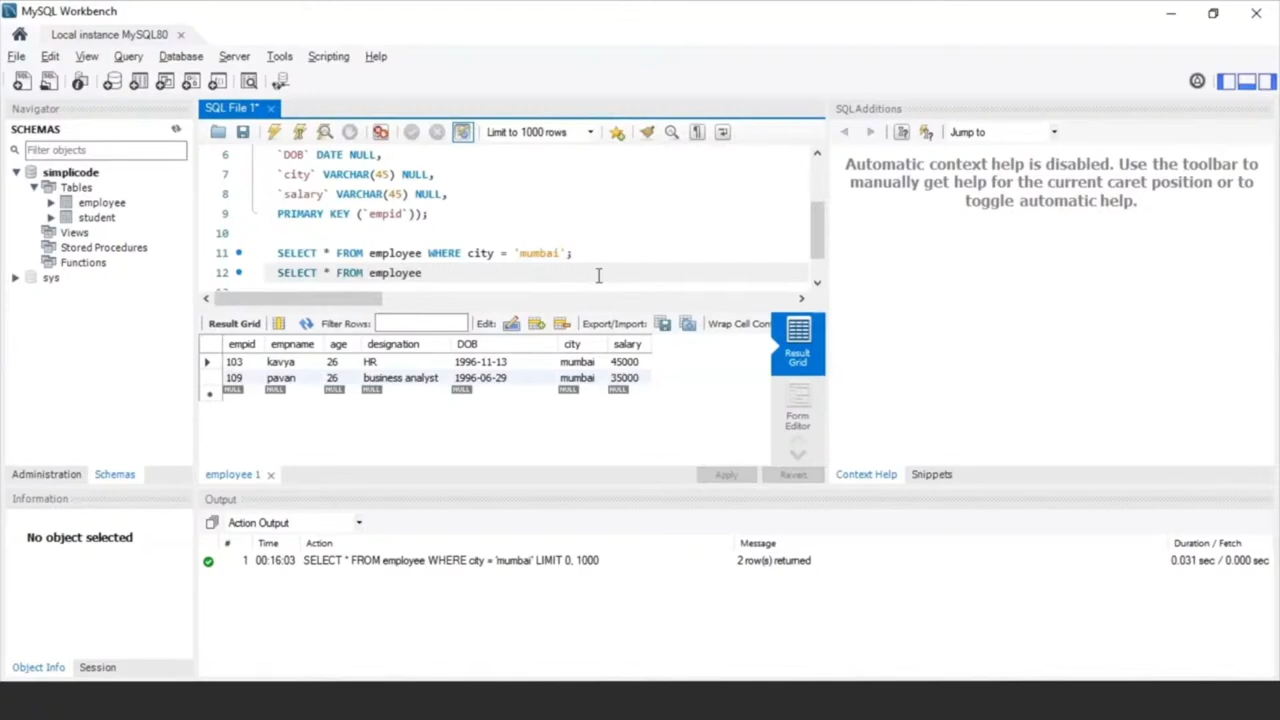 MySQL Workbench
Local instance MySQL80
File Edit View Query Database Server Tools Scripting Help
Navigator
SCHEMAS
Filter objects
simplicode
Tables
employee
student
Views
Stored Procedures
Functions
sys
Administration Schemas
Information
No object selected
Object Info Session
SQL File 1*
Limit to 1000 rows
6 `DOB` DATE NULL,
7 `city` VARCHAR(45) NULL,
8 `salary` VARCHAR(45) NULL,
9 PRIMARY KEY (`empid`));
10
11 SELECT * FROM employee WHERE city = 'mumbai';
12 SELECT * FROM employee
Result Grid Filter Rows: Edit: Export/Import: Wrap Cell Con
empid empname age designation DOB city salary
103 kavya 26 HR 1996-11-13 mumbai 45000
109 pavan 26 business analyst 1996-06-29 mumbai 35000
NULL NULL NULL NULL NULL NULL NULL
Result
Grid
Form
Editor
employee 1
Apply Revert
SQLAdditions
Jump to
Automatic context help is disabled. Use the toolbar to
manually get help for the current caret position or to
toggle automatic help.
Context Help Snippets
Output
Action Output
# Time Action Message Duration / Fetch
1 00:16:03 SELECT * FROM employee WHERE city = 'mumbai' LIMIT 0, 1000 2 row(s) returned 0.031 sec / 0.000 sec